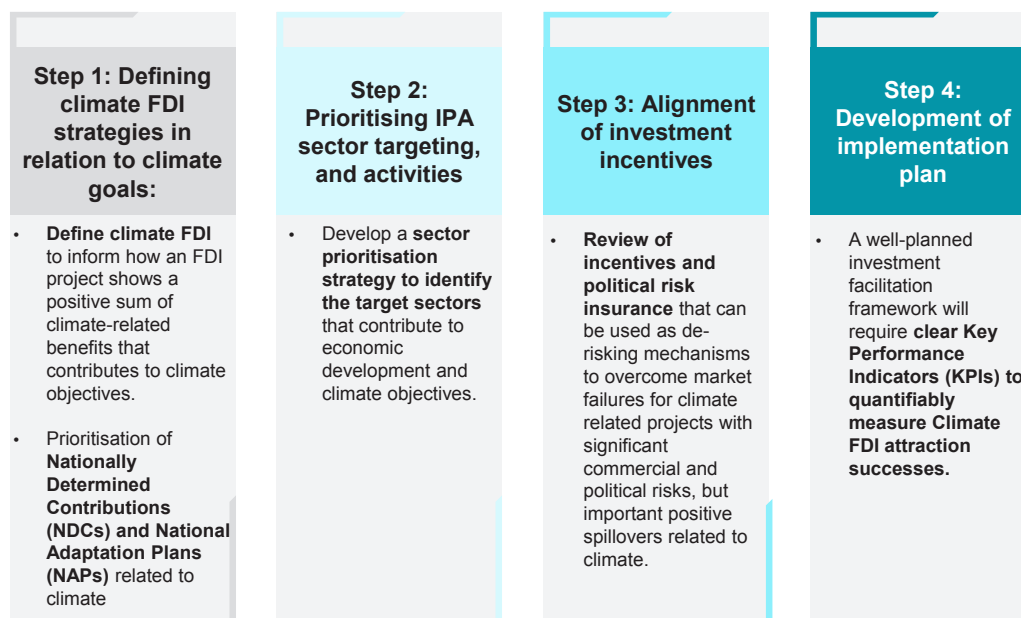 Step 1: Defining
climate FDI
strategies in
relation to climate
goals:
• Define climate FDI
to inform how an FDI
project shows a
positive sum of
climate-related
benefits that
contributes to climate
objectives.
• Prioritisation of
Nationally
Determined
Contributions
(NDCs) and National
Adaptation Plans
(NAPs) related to
climate
Step 2:
Prioritising IPA
sector targeting,
and activities
• Develop a sector
prioritisation
strategy to identify
the target sectors
that contribute to
economic
development and
climate objectives.
Step 3: Alignment
of investment
incentives
• Review of
incentives and
political risk
insurance that can
be used as de-
risking mechanisms
to overcome market
failures for climate
related projects with
significant
commercial and
political risks, but
important positive
spillovers related to
climate.
Step 4:
Development of
implementation
plan
• A well-planned
investment
facilitation
framework will
require clear Key
Performance
Indicators (KPIs) to
quantifiably
measure Climate
FDI attraction
successes.